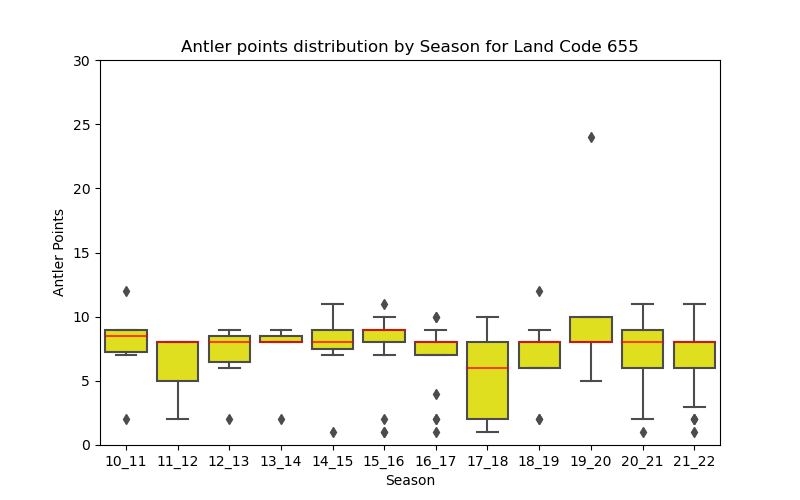 Antler points distribution by Season for Land Code 655
30
25
20
15
10
5
0
Antler Points
10_11 11_12 12_13 13_14 14_15 15_16 16_17 17_18 18_19 19_20 20_21 21_22
Season